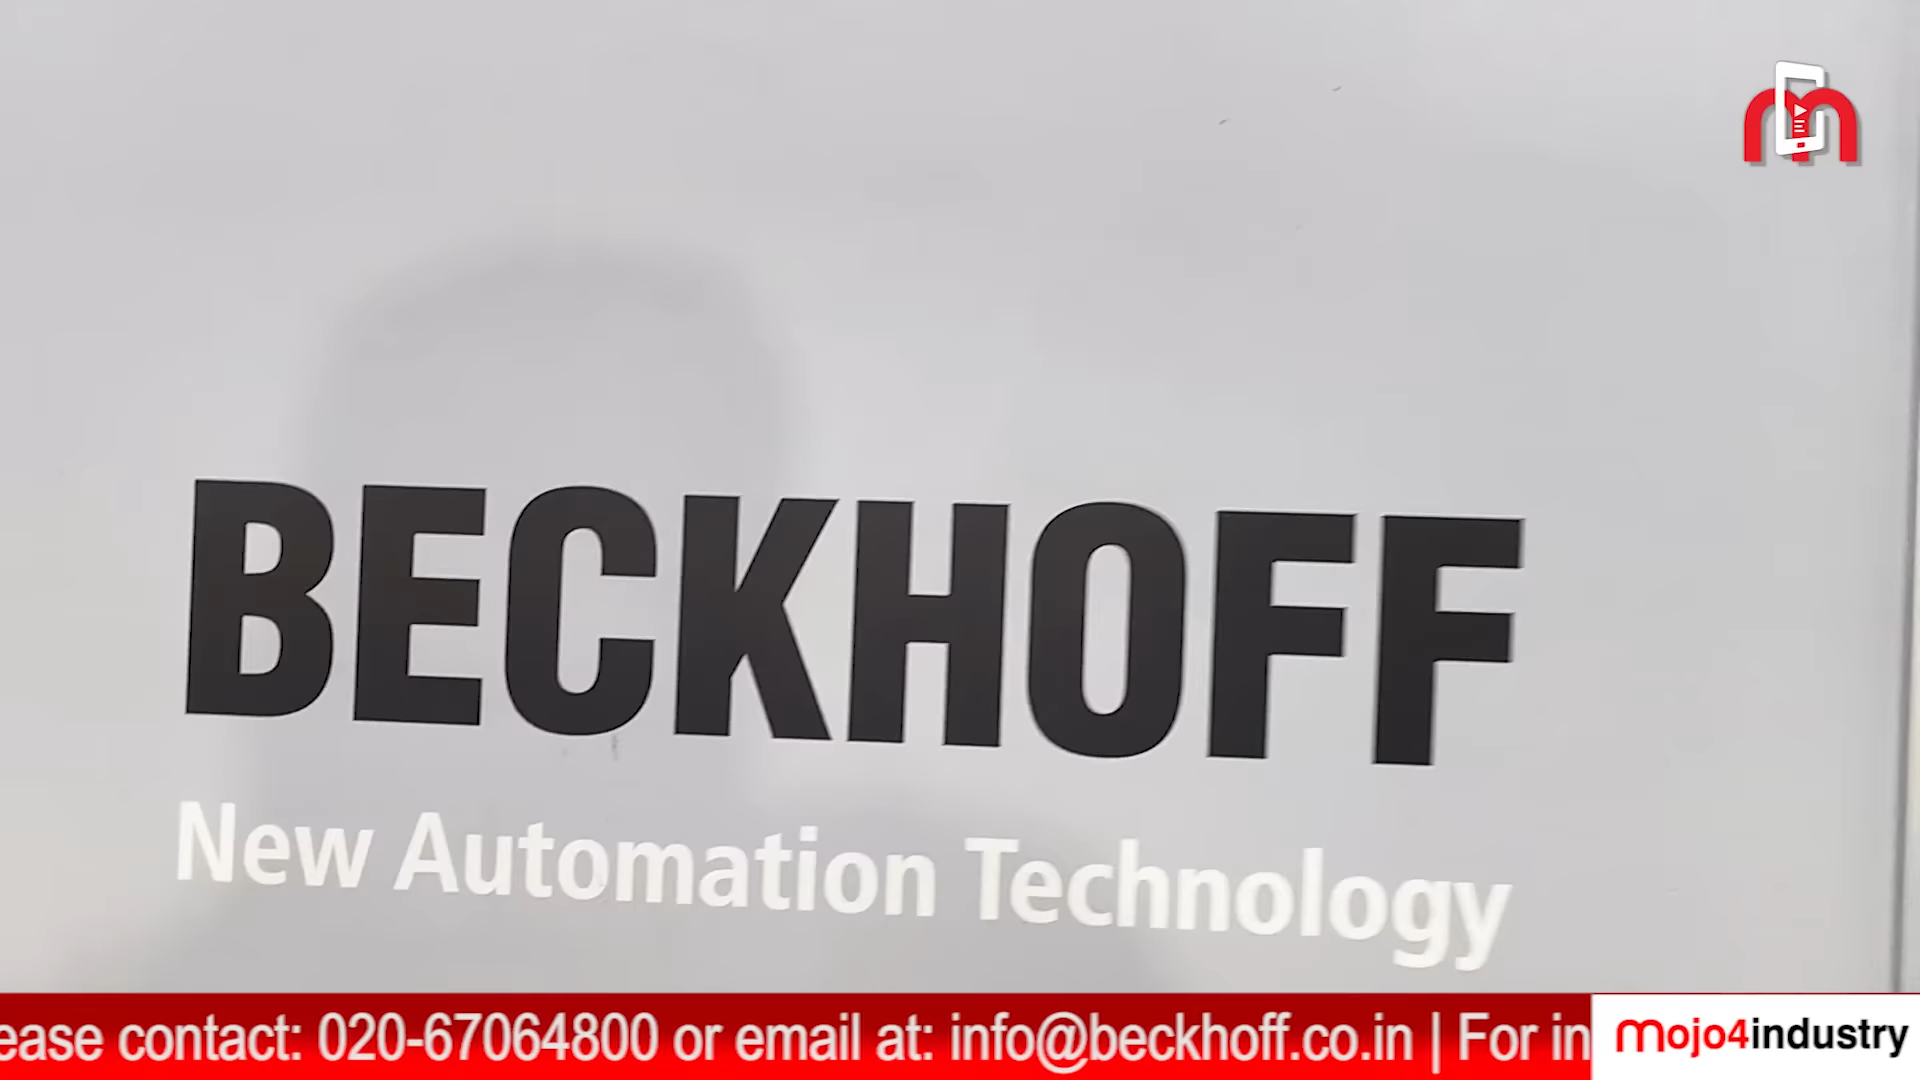 BECKHOFF
New Automation Technology
ease contact: 020-67064800 or email at: info@beckhoff.co.in | For in
mojo4industry